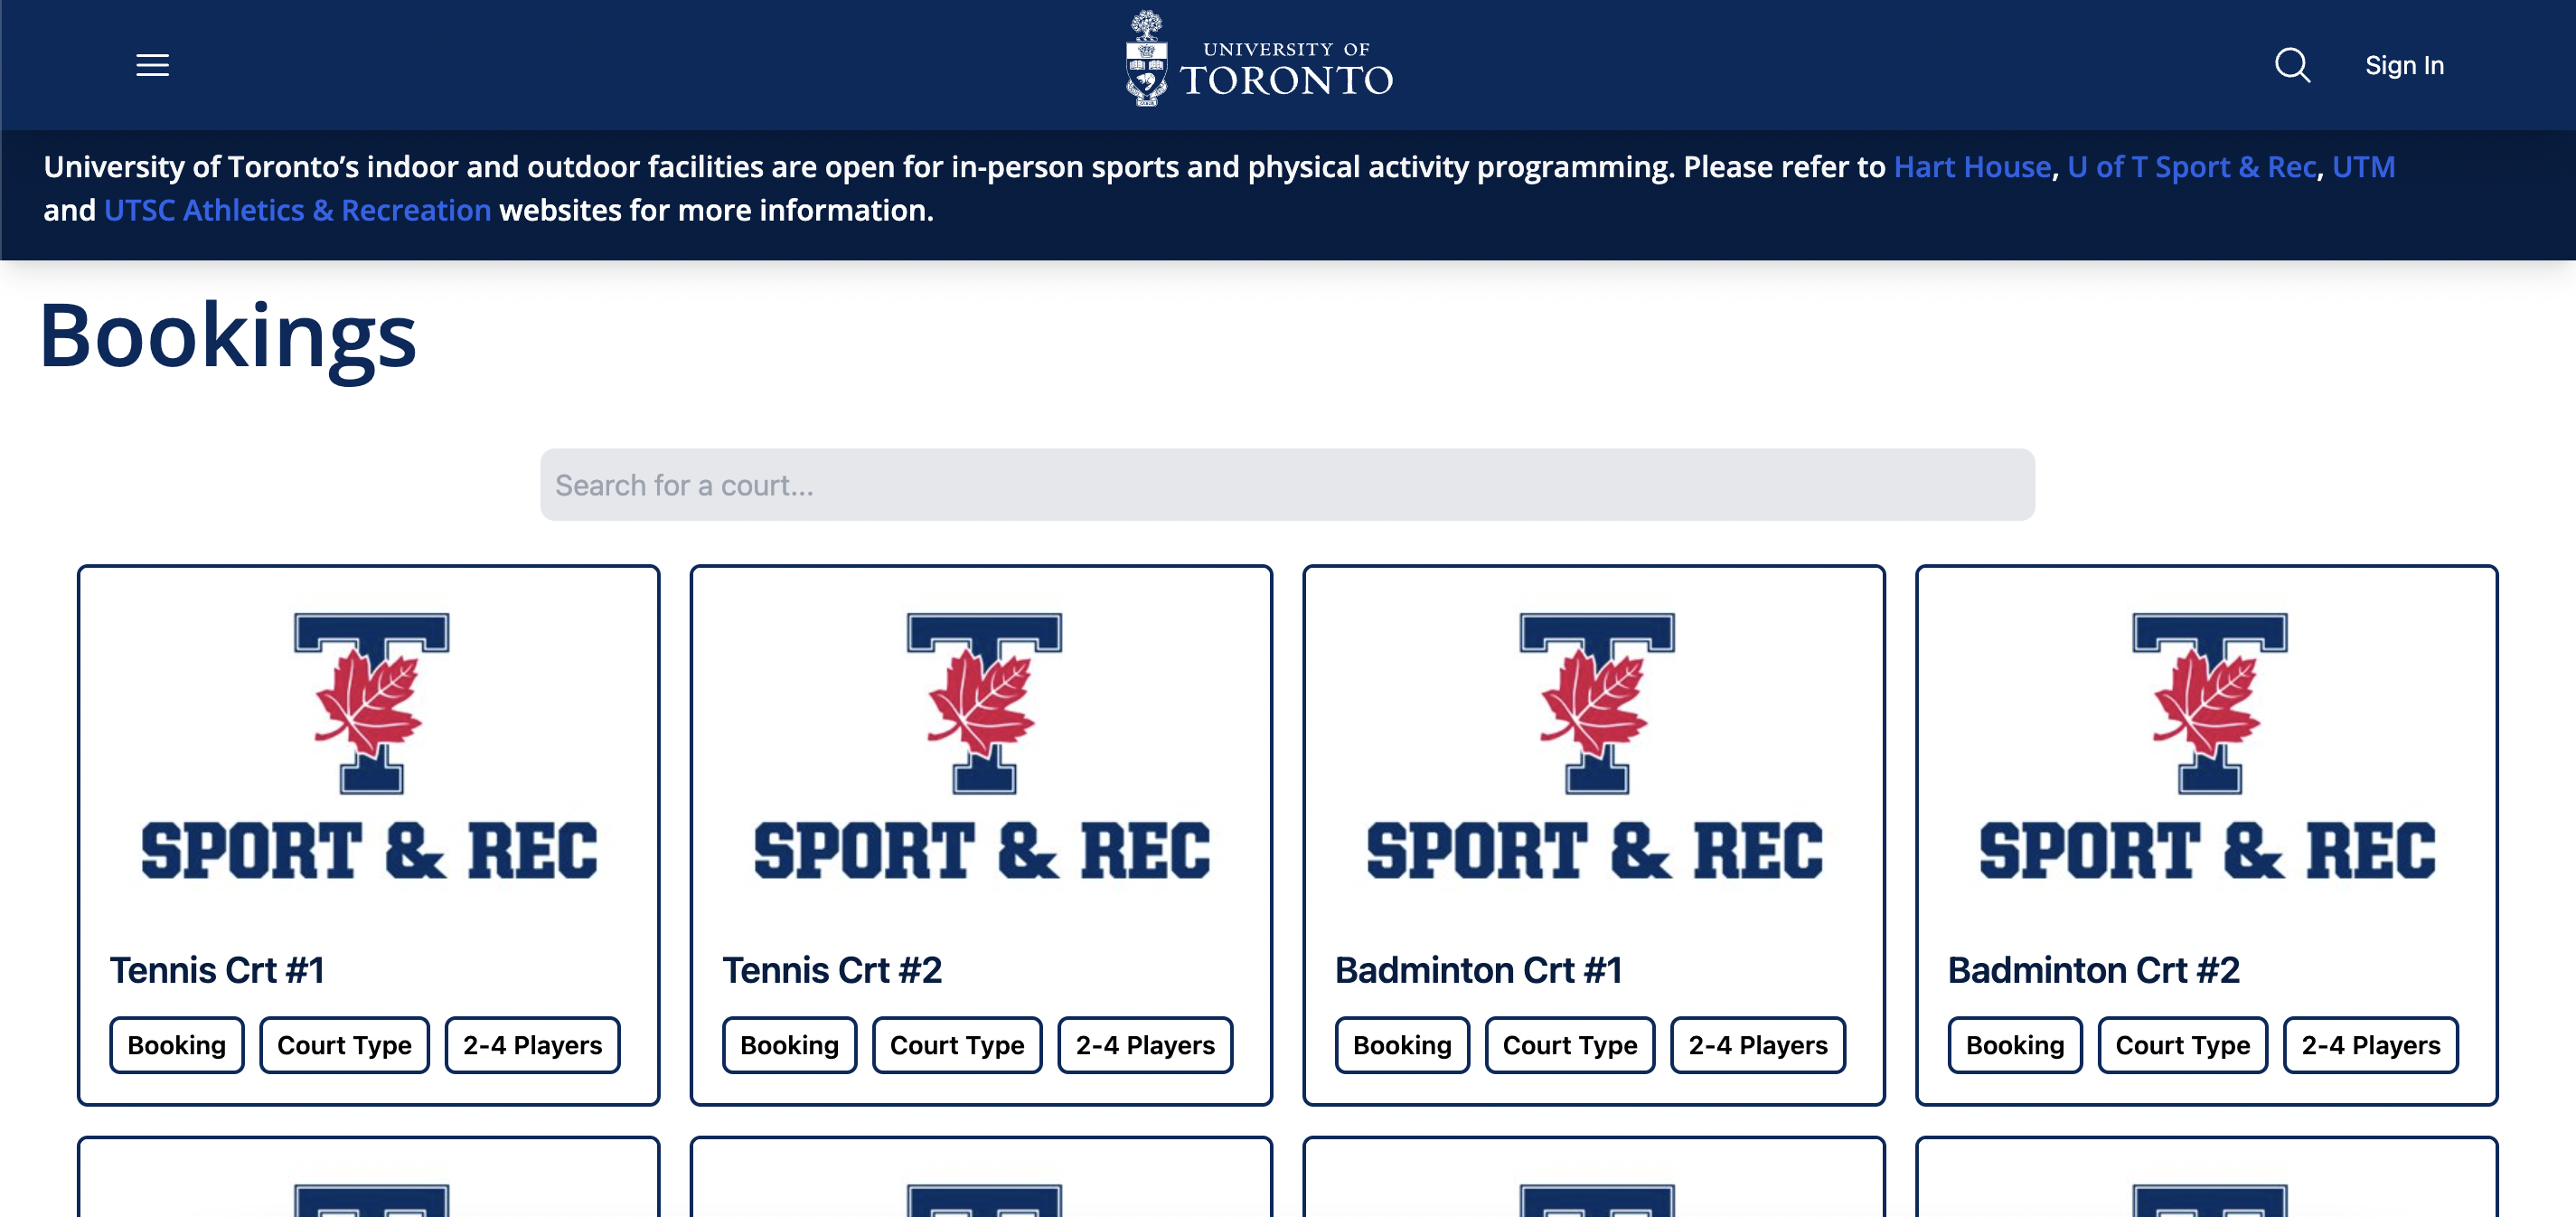 UNIVERSITY OF
TORONTO
Sign In
University of Toronto’s indoor and outdoor facilities are open for in-person sports and physical activity programming. Please refer to Hart House, U of T Sport & Rec, UTM
and UTSC Athletics & Recreation websites for more information.
Bookings
Search for a court...
T
SPORT & REC
Tennis Crt #1
Booking
Court Type
2-4 Players
T
SPORT & REC
Tennis Crt #2
Booking
Court Type
2-4 Players
T
SPORT & REC
Badminton Crt #1
Booking
Court Type
2-4 Players
T
SPORT & REC
Badminton Crt #2
Booking
Court Type
2-4 Players